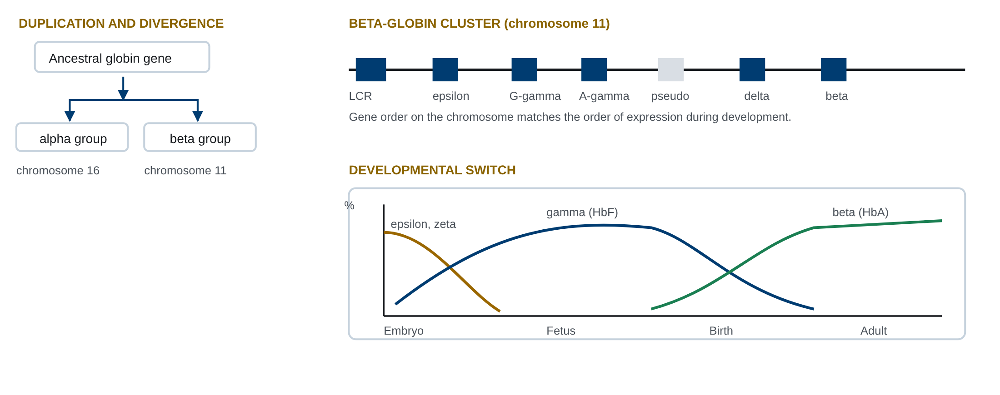 DUPLICATION AND DIVERGENCE
Ancestral globin gene
alpha group
beta group
chromosome 16
chromosome 11
BETA-GLOBIN CLUSTER (chromosome 11)
LCR
epsilon
G-gamma
A-gamma
pseudo
delta
beta
Gene order on the chromosome matches the order of expression during development.
DEVELOPMENTAL SWITCH
%
epsilon, zeta
gamma (HbF)
beta (HbA)
Embryo
Fetus
Birth
Adult